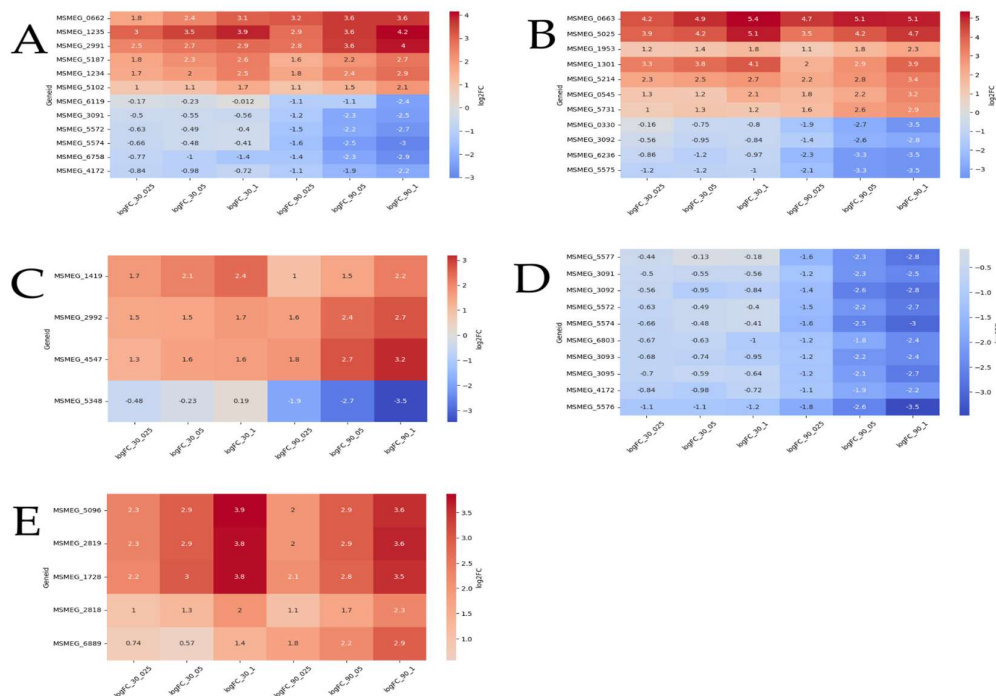 A
MSMEG_0662 1.8 2.4 3.1 3.2 3.6 3.6
MSMEG_1235 3 3.5 3.9 2.9 3.6 4.2
MSMEG_2991 2.5 2.7 2.9 2.8 3.6 4
MSMEG_5187 1.8 2.3 2.6 1.6 2.2 2.7
MSMEG_1234 1.7 2 2.5 1.8 2.4 2.9
MSMEG_5102 1 1.1 1.7 1.1 1.5 2.1
MSMEG_6119 -0.17 -0.23 -0.012 -1.1 -1.1 -2.4
MSMEG_3091 -0.5 -0.55 -0.56 -1.2 -2.3 -2.5
MSMEG_5572 -0.63 -0.49 -0.4 -1.5 -2.2 -2.7
MSMEG_5574 -0.66 -0.48 -0.41 -1.6 -2.5 -3
MSMEG_6758 -0.77 -1 -1.4 -1.4 -2.3 -2.9
MSMEG_4172 -0.84 -0.98 -0.72 -1.1 -1.9 -2.2
Geneid
logFC_30_025 logFC_30_05 logFC_30_1 logFC_90_025 logFC_90_05 logFC_90_1
4
3
2
1
0
-1
-2
-3
log2FC
B
MSMEG_0663 4.2 4.9 5.4 4.7 5.1 5.1
MSMEG_5025 3.9 4.2 5.1 3.5 4.2 4.7
MSMEG_1953 1.2 1.4 1.8 1.1 1.8 2.3
MSMEG_1301 3.3 3.8 4.1 2 2.9 3.9
MSMEG_5214 2.3 2.5 2.7 2.2 2.8 3.4
MSMEG_0545 1.3 1.2 2.1 1.8 2.2 3.2
MSMEG_5731 1 1.3 1.2 1.6 2.6 2.9
MSMEG_0330 -0.16 -0.75 -0.8 -1.9 -2.7 -3.5
MSMEG_3092 -0.56 -0.95 -0.84 -1.4 -2.6 -2.8
MSMEG_6236 -0.86 -1.2 -0.97 -2.3 -3.3 -3.5
MSMEG_5575 -1.2 -1.2 -1 -2.1 -3.3 -3.5
Geneid
logFC_30_025 logFC_30_05 logFC_30_1 logFC_90_025 logFC_90_05 logFC_90_1
5
4
3
2
1
0
-1
-2
-3
log2FC
C
MSMEG_1419 1.7 2.1 2.4 1 1.5 2.2
MSMEG_2992 1.5 1.5 1.7 1.6 2.4 2.7
MSMEG_4547 1.3 1.6 1.6 1.8 2.7 3.2
MSMEG_5348 -0.48 -0.23 0.19 -1.9 -2.7 -3.5
Geneid
logFC_30_025 logFC_30_05 logFC_30_1 logFC_90_025 logFC_90_05 logFC_90_1
3
2
1
0
-1
-2
-3
log2FC
D
MSMEG_5577 -0.44 -0.13 -0.18 -1.6 -2.3 -2.8
MSMEG_3091 -0.5 -0.55 -0.56 -1.2 -2.3 -2.5
MSMEG_3092 -0.56 -0.95 -0.84 -1.4 -2.6 -2.8
MSMEG_5572 -0.63 -0.49 -0.4 -1.5 -2.2 -2.7
MSMEG_5574 -0.66 -0.48 -0.41 -1.6 -2.5 -3
MSMEG_6803 -0.67 -0.63 -1 -1.2 -1.8 -2.4
MSMEG_3093 -0.68 -0.74 -0.95 -1.2 -2.2 -2.4
MSMEG_3095 -0.7 -0.59 -0.64 -1.2 -2.1 -2.7
MSMEG_4172 -0.84 -0.98 -0.72 -1.1 -1.9 -2.2
MSMEG_5576 -1.1 -1.1 -1.2 -1.8 -2.6 -3.5
Geneid
logFC_30_025 logFC_30_05 logFC_30_1 logFC_90_025 logFC_90_05 logFC_90_1
-0.5
-1.0
-1.5
-2.0
-2.5
-3.0
E
MSMEG_5096 2.3 2.9 3.9 2 2.9 3.6
MSMEG_2819 2.3 2.9 3.8 2 2.9 3.6
MSMEG_1728 2.2 3 3.8 2.1 2.8 3.5
MSMEG_2818 1 1.3 2 1.1 1.7 2.3
MSMEG_6889 0.74 0.57 1.4 1.8 2.2 2.9
Geneid
logFC_30_025 logFC_30_05 logFC_30_1 logFC_90_025 logFC_90_05 logFC_90_1
3.5
3.0
2.5
2.0
1.5
1.0
log2FC